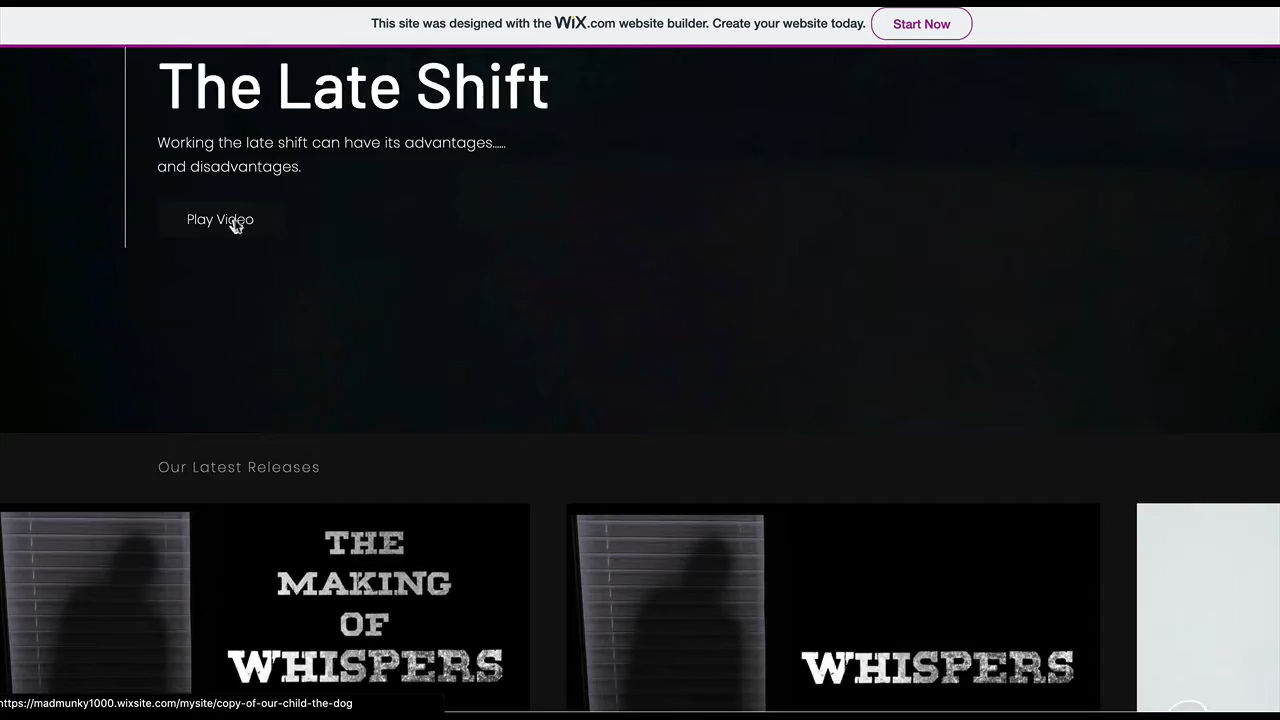 This site was designed with the WiX.com website builder. Create your website today. Start Now
The Late Shift
Working the late shift can have its advantages......
and disadvantages.
Play Video
Our Latest Releases
THE
MAKING
OF
WHISPERS
WHISPERS
https://madmunky1000.wixsite.com/mysite/copy-of-our-child-the-dog